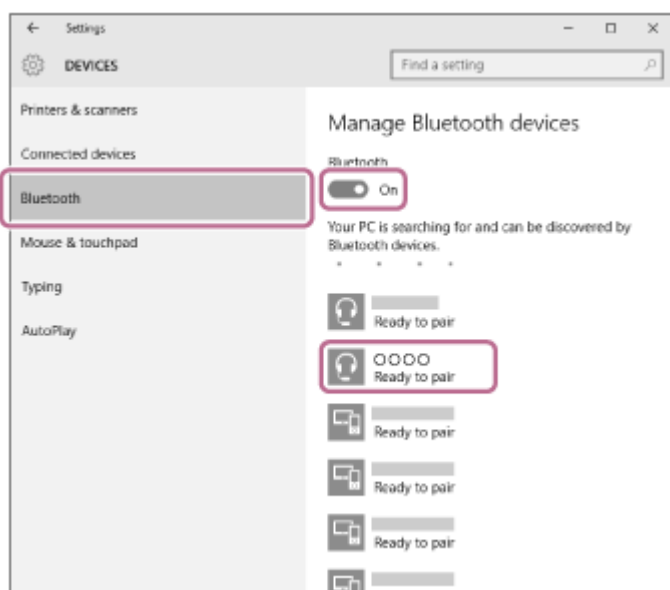 Settings
DEVICES
Find a setting
Printers & scanners
Connected devices
Bluetooth
Mouse & touchpad
Typing
AutoPlay
Manage Bluetooth devices
Bluetooth
On
Your PC is searching for and can be discovered by
Bluetooth devices.
Ready to pair
OOOO
Ready to pair
Ready to pair
Ready to pair
Ready to pair